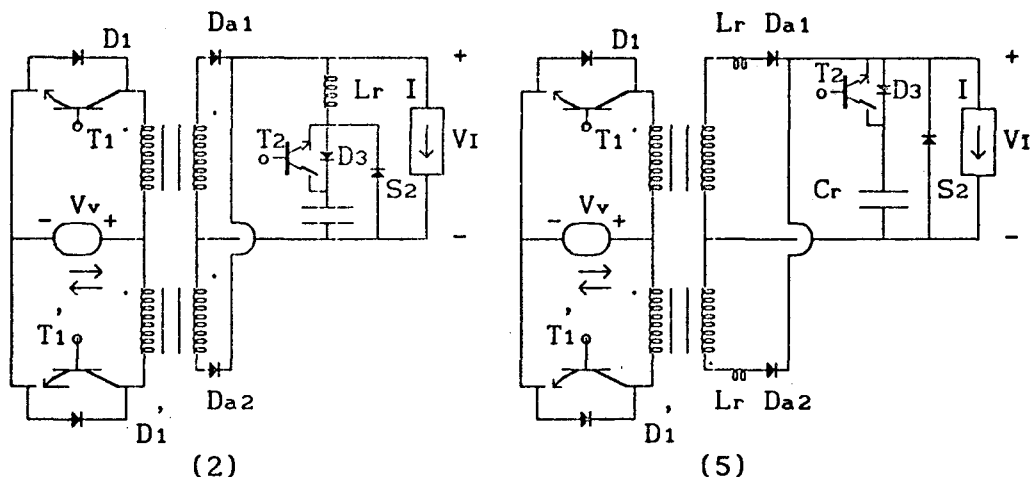 D1
Da1
Lr
I
+
T1
T2
D3
VI
S2
- Vv +
-
T1'
Da2
D1'
(2)
D1
Lr Da1
+
T2
D3
I
T1
VI
Cr
S2
- Vv +
-
T1'
Lr Da2
D1'
(5)